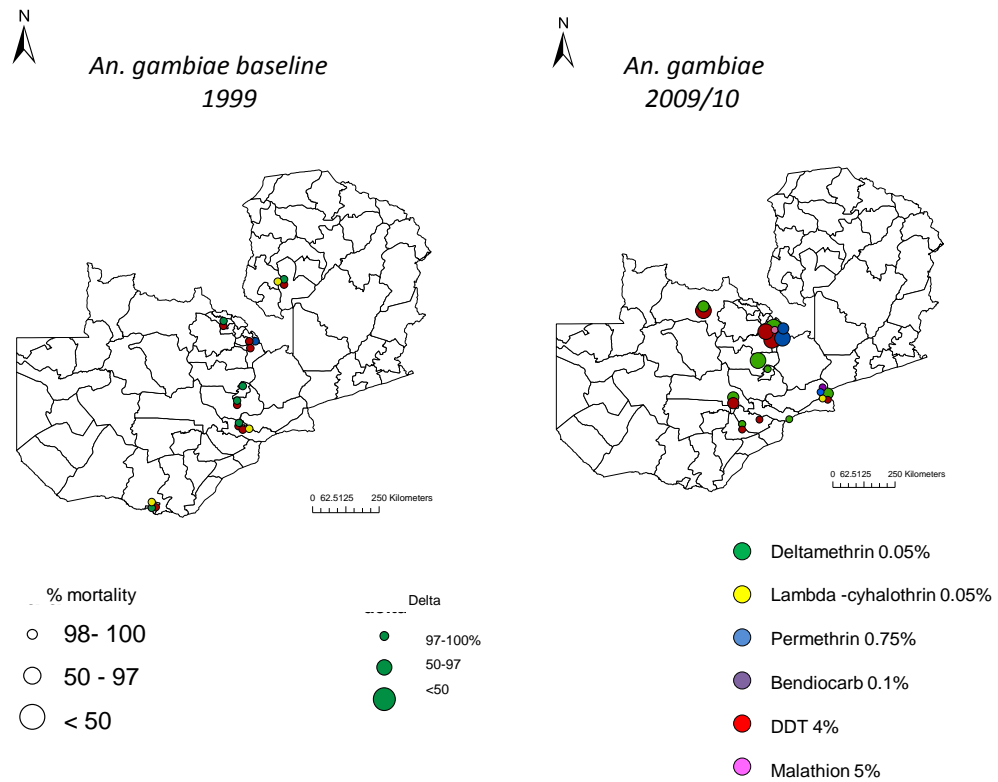 N
An. gambiae baseline
1999
N
An. gambiae
2009/10
0 62.5125 250 Kilometers
0 62.5125 250 Kilometers
% mortality
98- 100
50 - 97
< 50
Delta
97-100%
50-97
<50
Deltamethrin 0.05%
Lambda -cyhalothrin 0.05%
Permethrin 0.75%
Bendiocarb 0.1%
DDT 4%
Malathion 5%